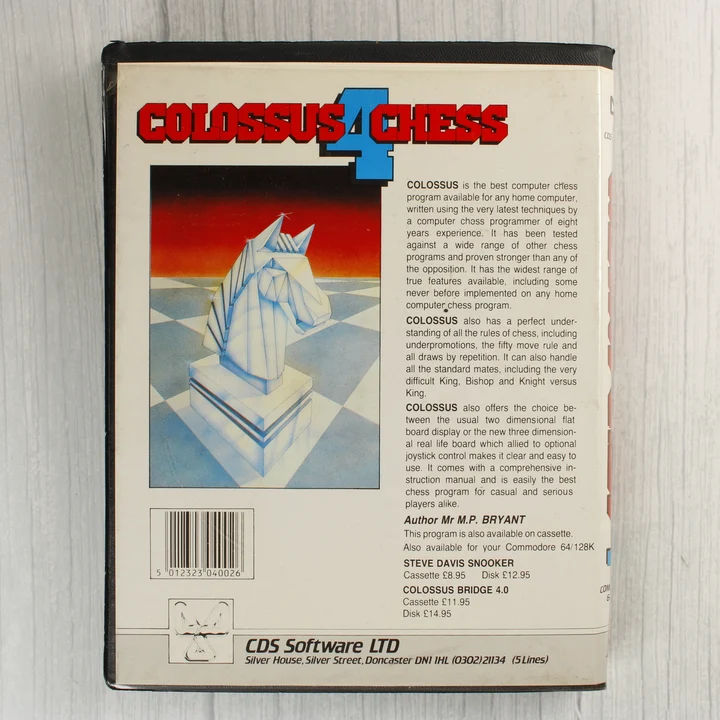 COLOSSUS 4 CHESS
COLOSSUS is the best computer chess
program available for any home computer,
written using the very latest techniques by
a computer chess programmer of eight
years experience. It has been tested
against a wide range of other chess
programs and proven stronger than any of
the opposition. It has the widest range of
true features available, including some
never before implemented on any home
computer chess program.
COLOSSUS also has a perfect under-
standing of all the rules of chess, including
underpromotions, the fifty move rule and
all draws by repetition. It can also handle
all the standard mates, including the very
difficult King, Bishop and Knight versus
King.
COLOSSUS also offers the choice be-
tween the usual two dimensional flat
board display or the new three dimension-
al real life board which allied to optional
joystick control makes it clear and easy to
use. It comes with a comprehensive in-
struction manual and is easily the best
chess program for casual and serious
players alike.
Author Mr M.P. BRYANT
This program is also available on cassette.
Also available for your Commodore 64/128K
STEVE DAVIS SNOOKER
Cassette £8.95 Disk £12.95
COLOSSUS BRIDGE 4.0
Cassette £11.95
Disk £14.95
5 012323 040026
CDS Software LTD
Silver House, Silver Street, Doncaster DN1 1HL (0302) 21134 (5 Lines)